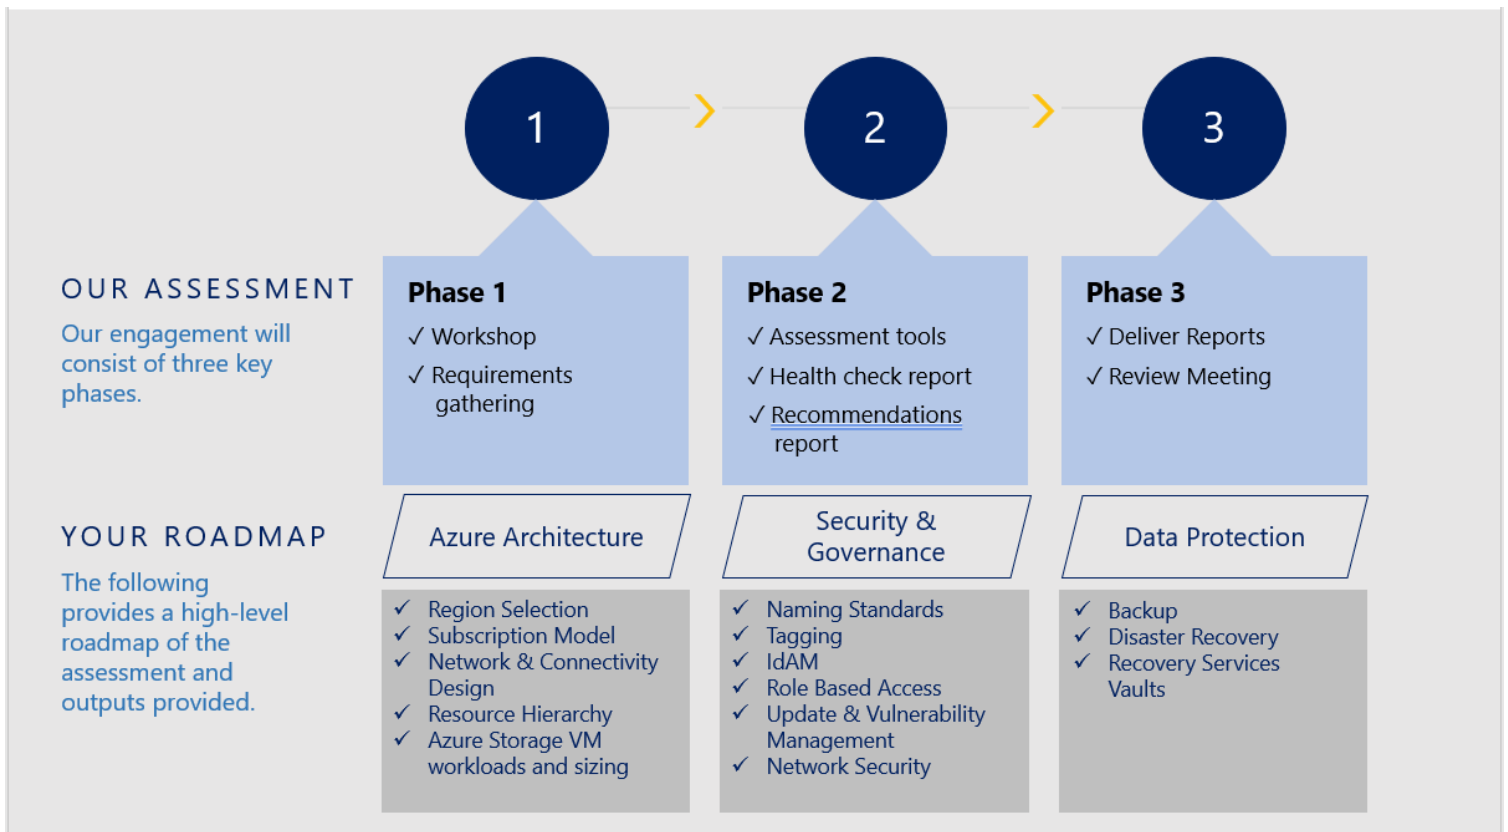 1
2
3
OUR ASSESSMENT
Our engagement will
consist of three key
phases.
Phase 1
✓ Workshop
✓ Requirements
gathering
Phase 2
✓ Assessment tools
✓ Health check report
✓ Recommendations
report
Phase 3
✓ Deliver Reports
✓ Review Meeting
YOUR ROADMAP
The following
provides a high-level
roadmap of the
assessment and
outputs provided.
Azure Architecture
✓ Region Selection
✓ Subscription Model
✓ Network & Connectivity
Design
✓ Resource Hierarchy
✓ Azure Storage VM
workloads and sizing
Security &
Governance
✓ Naming Standards
✓ Tagging
✓ IdAM
✓ Role Based Access
✓ Update & Vulnerability
Management
✓ Network Security
Data Protection
✓ Backup
✓ Disaster Recovery
✓ Recovery Services
Vaults